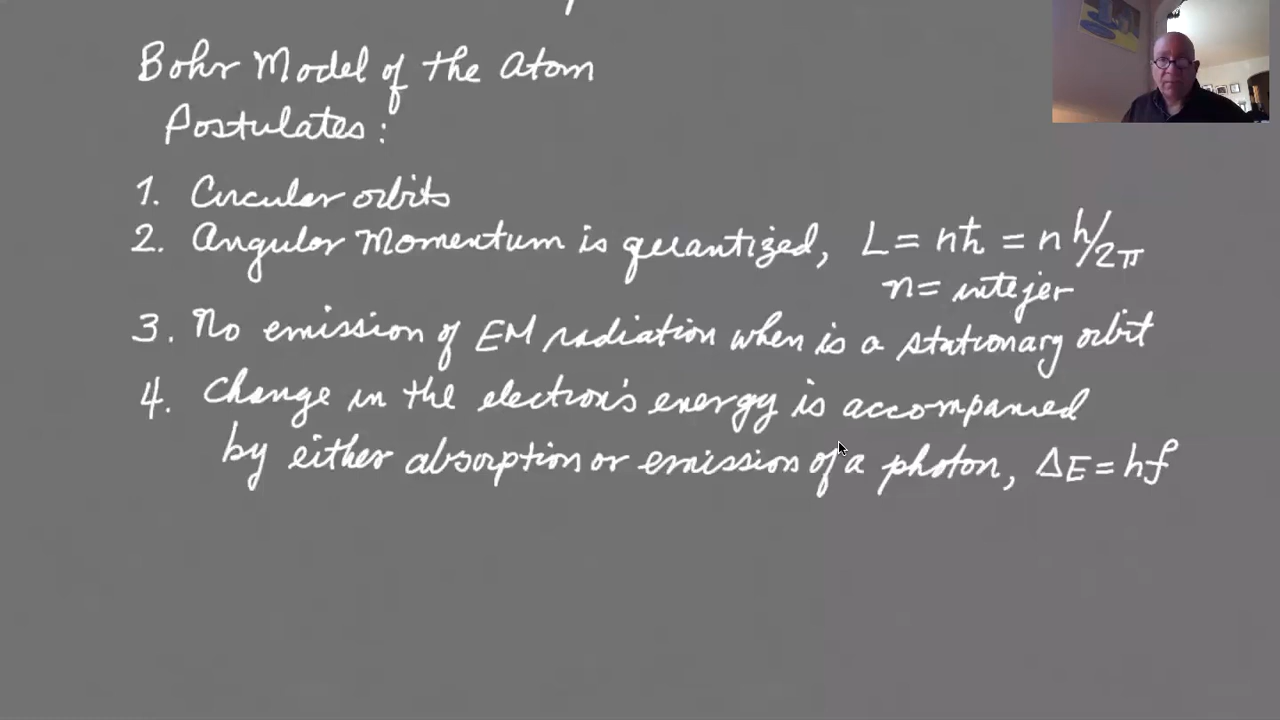 Bohr Model of the Atom
Postulates:
1. Circular orbits
2. Angular Momentum is quantized, L = nħ = n h/2π
n = integer
3. No emission of EM radiation when is a stationary orbit
4. Change in the electron's energy is accompanied
by either absorption or emission of a photon, ΔE = hf